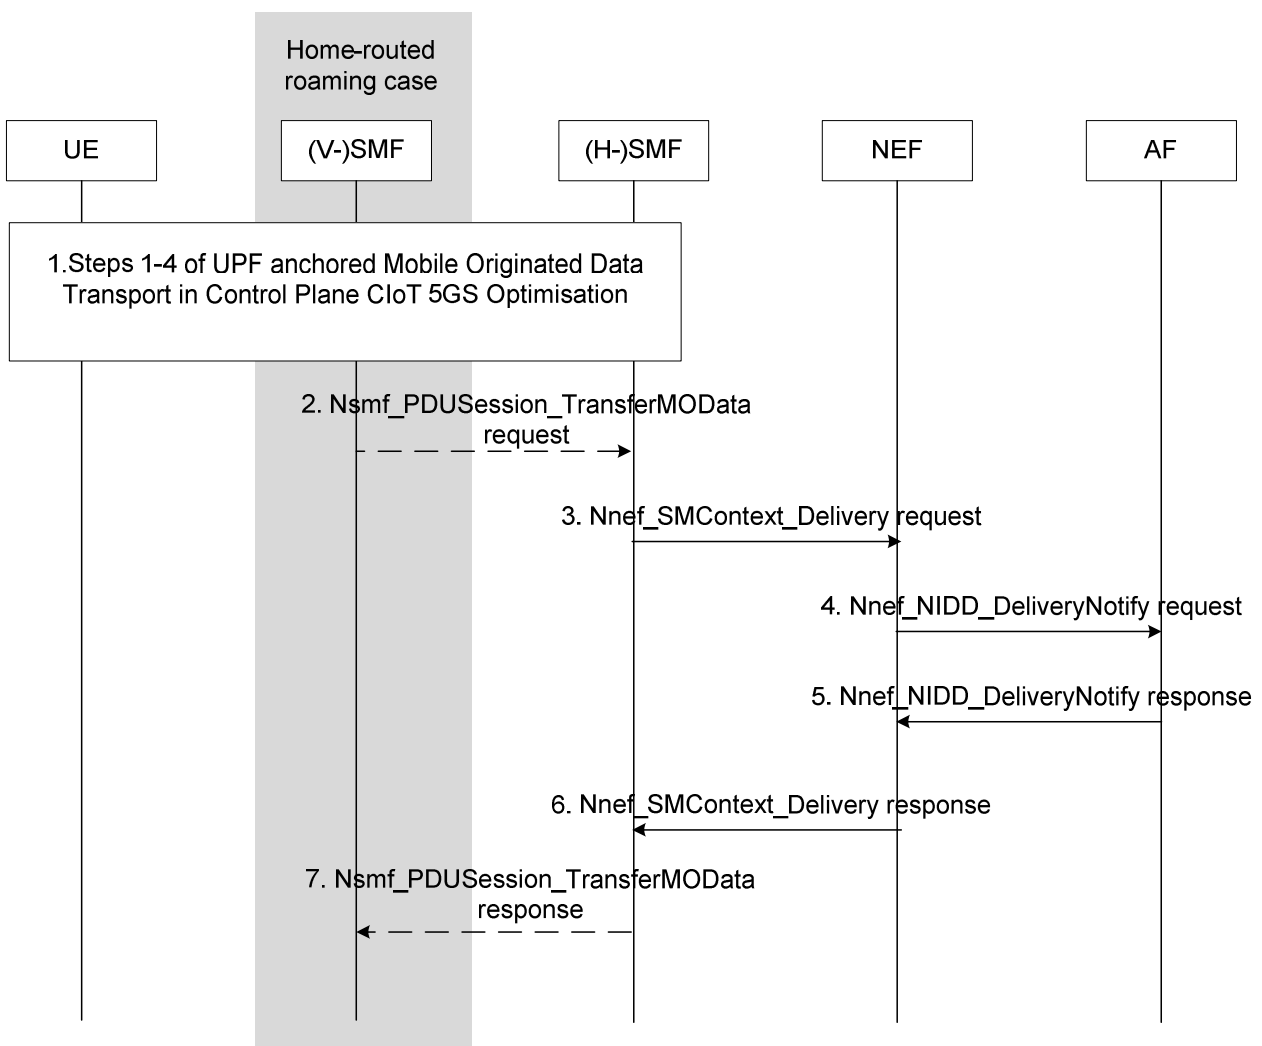 Home-routed
roaming case
UE
(V-)SMF
(H-)SMF
NEF
AF
1.Steps 1-4 of UPF anchored Mobile Originated Data
Transport in Control Plane CIoT 5GS Optimisation
2. Nsmf_PDUSession_TransferMOData
request
3. Nnef_SMContext_Delivery request
4. Nnef_NIDD_DeliveryNotify request
5. Nnef_NIDD_DeliveryNotify response
6. Nnef_SMContext_Delivery response
7. Nsmf_PDUSession_TransferMOData
response